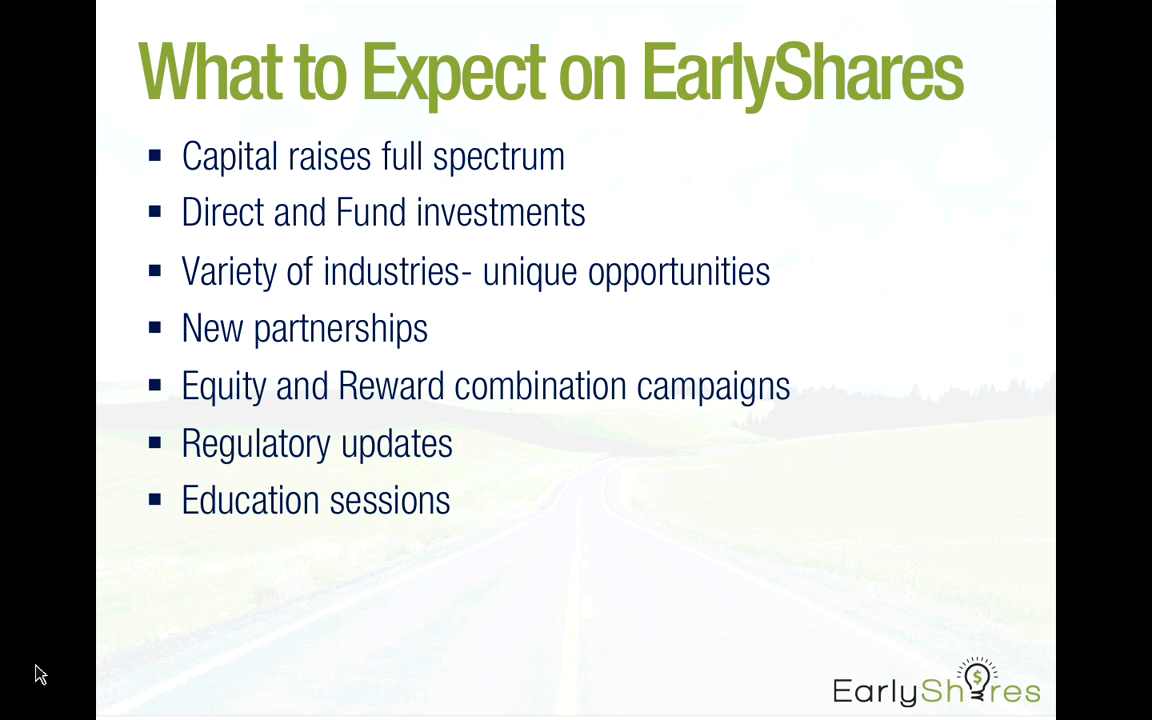 What to Expect on EarlyShares
▪ Capital raises full spectrum
▪ Direct and Fund investments
▪ Variety of industries- unique opportunities
▪ New partnerships
▪ Equity and Reward combination campaigns
▪ Regulatory updates
▪ Education sessions
EarlyShares